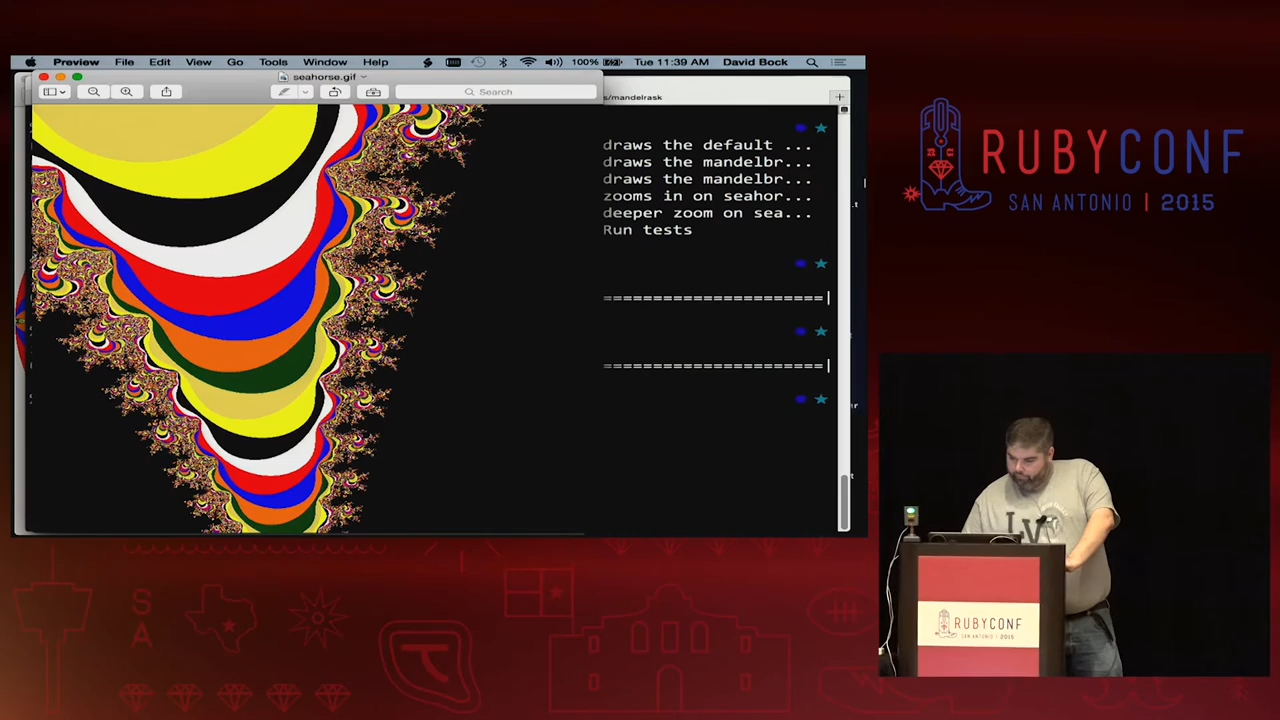 Preview File Edit View Go Tools Window Help 100% Tue 11:39 AM David Bock
seahorse.gif
Search
s/mandelrask
draws the default ...
draws the mandelbr...
draws the mandelbr...
zooms in on seahor...
deeper zoom on sea...
Run tests
======================|
======================|
RUBYCONF
SAN ANTONIO | 2015
LV
RUBYCONF
SAN ANTONIO | 2015
S
A